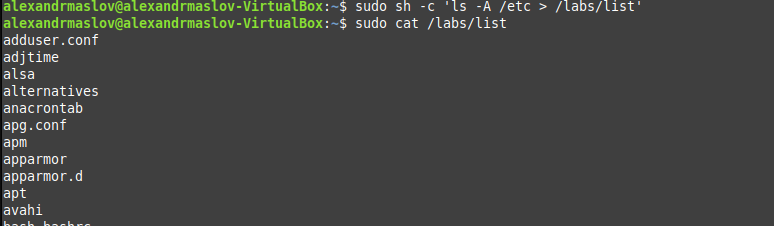 alexandrmaslov@alexandrmaslov-VirtualBox:~$ sudo sh -c 'ls -A /etc > /labs/list'
alexandrmaslov@alexandrmaslov-VirtualBox:~$ sudo cat /labs/list
adduser.conf
adjtime
alsa
alternatives
anacrontab
apg.conf
apm
apparmor
apparmor.d
apt
avahi